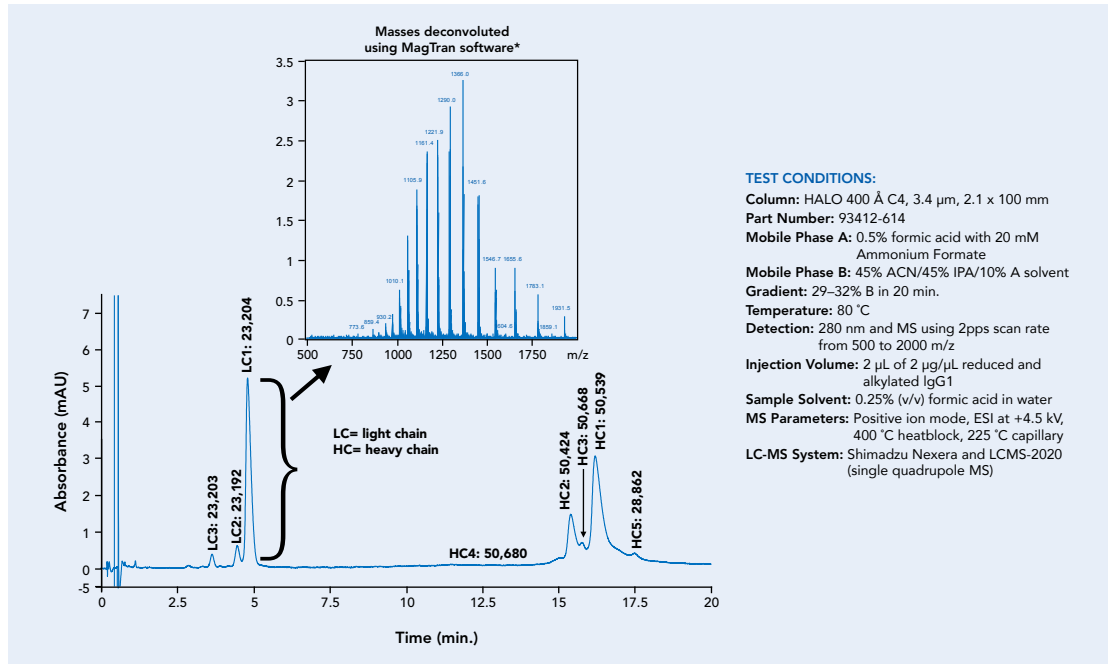 Masses deconvoluted
using MagTran software*
3.5
3
2.5
2
1.5
1
0.5
0
1366.0
1290.0
1221.9
1161.4
1105.9
1451.6
1010.1
1546.7
1655.6
1783.1
1931.5
930.2
859.4
773.6
1604.6
1859.1
500
750
1000
1250
1500
1750
m/z
Absorbance (mAU)
7
6
5
4
3
2
1
0
-5
LC3: 23,203
LC2: 23,192
LC1: 23,204
LC= light chain
HC= heavy chain
HC4: 50,680
HC2: 50,424
HC3: 50,668
HC1: 50,539
HC5: 28,862
0
2.5
5
7.5
10
12.5
15
17.5
20
Time (min.)
TEST CONDITIONS:
Column: HALO 400 Å C4, 3.4 µm, 2.1 x 100 mm
Part Number: 93412-614
Mobile Phase A: 0.5% formic acid with 20 mM
Ammonium Formate
Mobile Phase B: 45% ACN/45% IPA/10% A solvent
Gradient: 29–32% B in 20 min.
Temperature: 80 ˚C
Detection: 280 nm and MS using 2pps scan rate
from 500 to 2000 m/z
Injection Volume: 2 µL of 2 µg/µL reduced and
alkylated IgG1
Sample Solvent: 0.25% (v/v) formic acid in water
MS Parameters: Positive ion mode, ESI at +4.5 kV,
400 ˚C heatblock, 225 ˚C capillary
LC-MS System: Shimadzu Nexera and LCMS-2020
(single quadrupole MS)